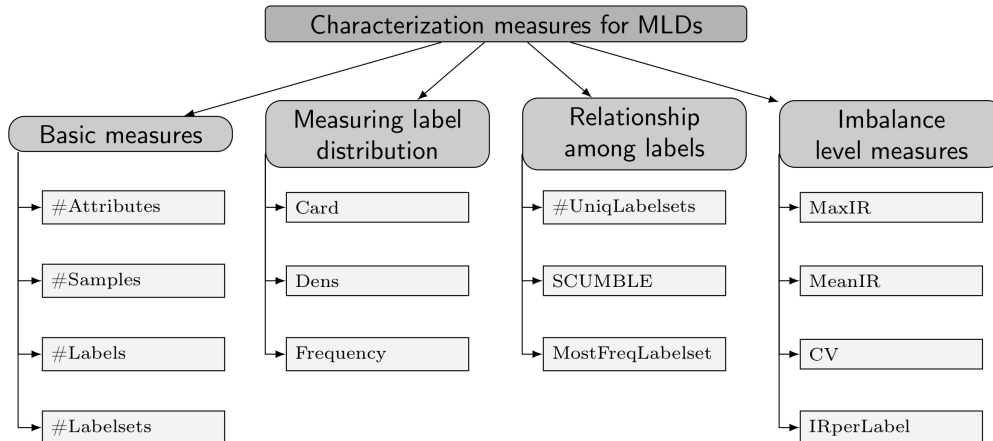 Characterization measures for MLDs
Basic measures
#Attributes
#Samples
#Labels
#Labelsets
Measuring label
distribution
Card
Dens
Frequency
Relationship
among labels
#UniqLabelsets
SCUMBLE
MostFreqLabelset
Imbalance
level measures
MaxIR
MeanIR
CV
IRperLabel